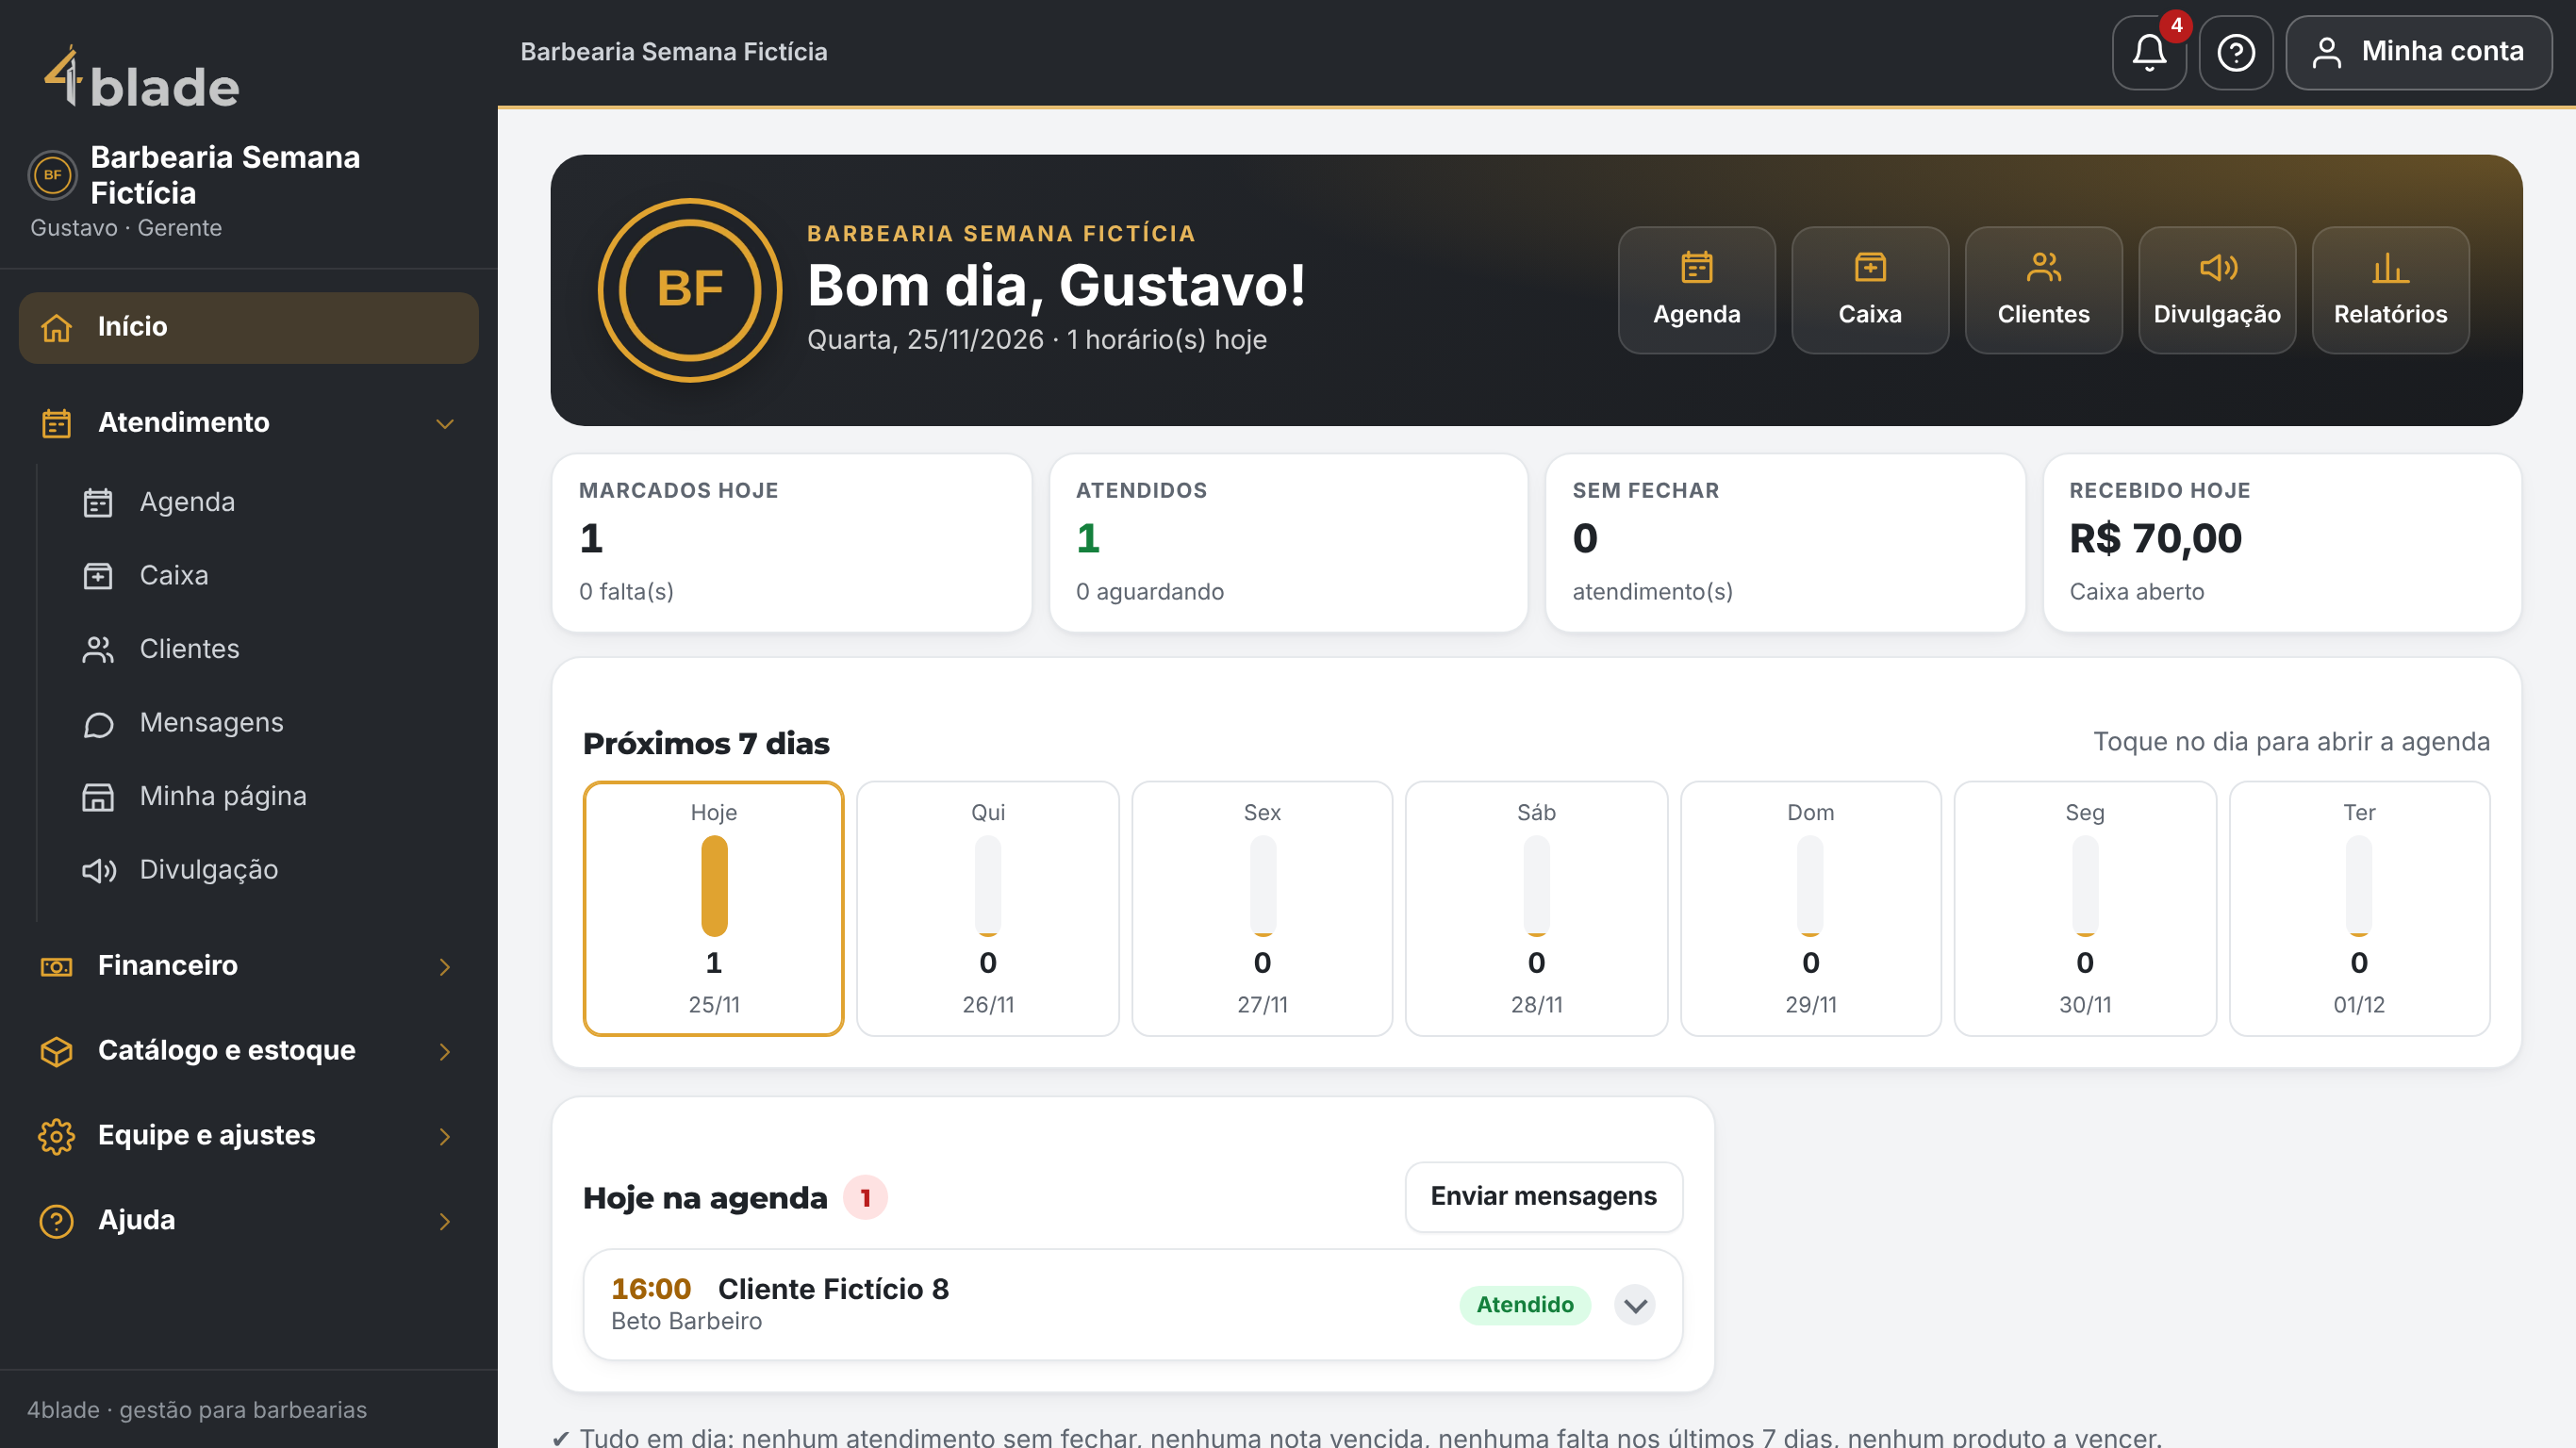 4blade
BF
Barbearia Semana
Fictícia
Gustavo · Gerente
Início
Atendimento
Agenda
Caixa
Clientes
Mensagens
Minha página
Divulgação
Financeiro
Catálogo e estoque
Equipe e ajustes
Ajuda
4blade · gestão para barbearias
Barbearia Semana Fictícia
4
Minha conta
BF
BARBEARIA SEMANA FICTÍCIA
Bom dia, Gustavo!
Quarta, 25/11/2026 · 1 horário(s) hoje
Agenda
Caixa
Clientes
Divulgação
Relatórios
MARCADOS HOJE
1
0 falta(s)
ATENDIDOS
1
0 aguardando
SEM FECHAR
0
atendimento(s)
RECEBIDO HOJE
R$ 70,00
Caixa aberto
Próximos 7 dias
Toque no dia para abrir a agenda
Hoje
1
25/11
Qui
0
26/11
Sex
0
27/11
Sáb
0
28/11
Dom
0
29/11
Seg
0
30/11
Ter
0
01/12
Hoje na agenda 1
Enviar mensagens
16:00 Cliente Fictício 8
Beto Barbeiro
Atendido
✔ Tudo em dia: nenhum atendimento sem fechar, nenhuma nota vencida, nenhuma falta nos últimos 7 dias, nenhum produto a vencer.